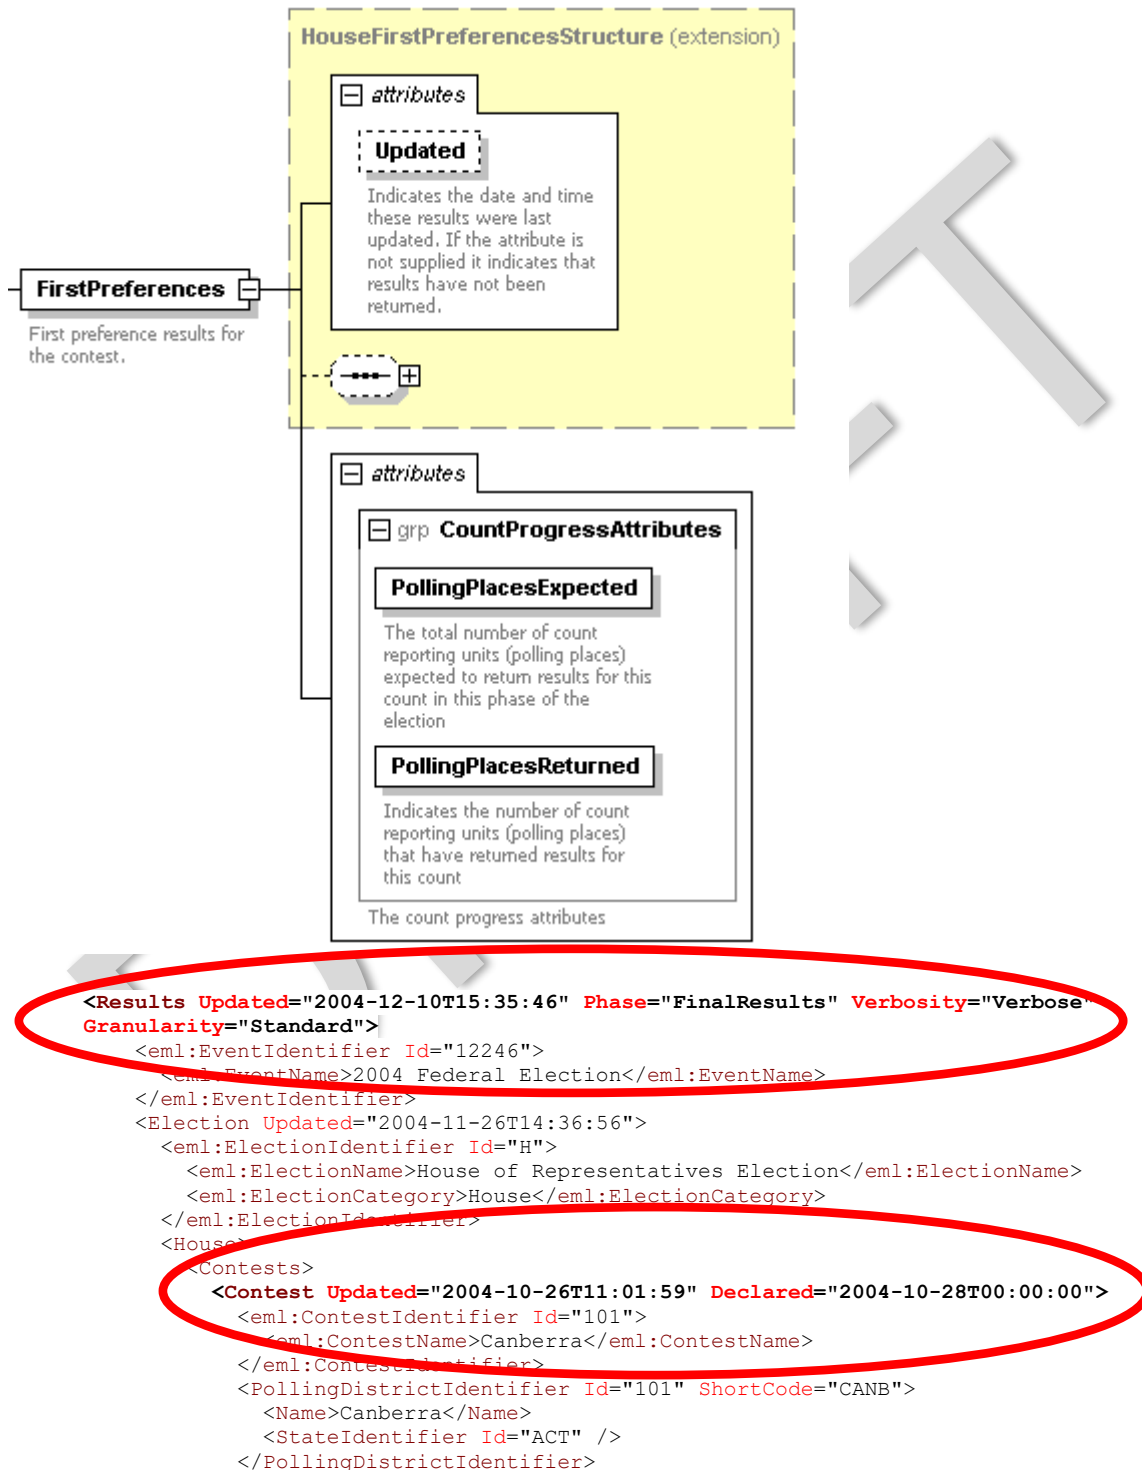 HouseFirstPreferencesStructure (extension)
attributes
Updated
Indicates the date and time
these results were last
updated. If the attribute is
not supplied it indicates that
results have not been
returned.
FirstPreferences
First preference results for
the contest.
attributes
grp CountProgressAttributes
PollingPlacesExpected
The total number of count
reporting units (polling places)
expected to return results for this
count in this phase of the
election
PollingPlacesReturned
Indicates the number of count
reporting units (polling places)
that have returned results for
this count
The count progress attributes
<Results Updated="2004-12-10T15:35:46" Phase="FinalResults" Verbosity="Verbose"
Granularity="Standard">
<eml:EventIdentifier Id="12246">
<eml:EventName>2004 Federal Election</eml:EventName>
</eml:EventIdentifier>
<Election Updated="2004-11-26T14:36:56">
<eml:ElectionIdentifier Id="H">
<eml:ElectionName>House of Representatives Election</eml:ElectionName>
<eml:ElectionCategory>House</eml:ElectionCategory>
</eml:ElectionIdentifier>
<House>
<Contests>
<Contest Updated="2004-10-26T11:01:59" Declared="2004-10-28T00:00:00">
<eml:ContestIdentifier Id="101">
<eml:ContestName>Canberra</eml:ContestName>
</eml:ContestIdentifier>
<PollingDistrictIdentifier Id="101" ShortCode="CANB">
<Name>Canberra</Name>
<StateIdentifier Id="ACT" />
</PollingDistrictIdentifier>